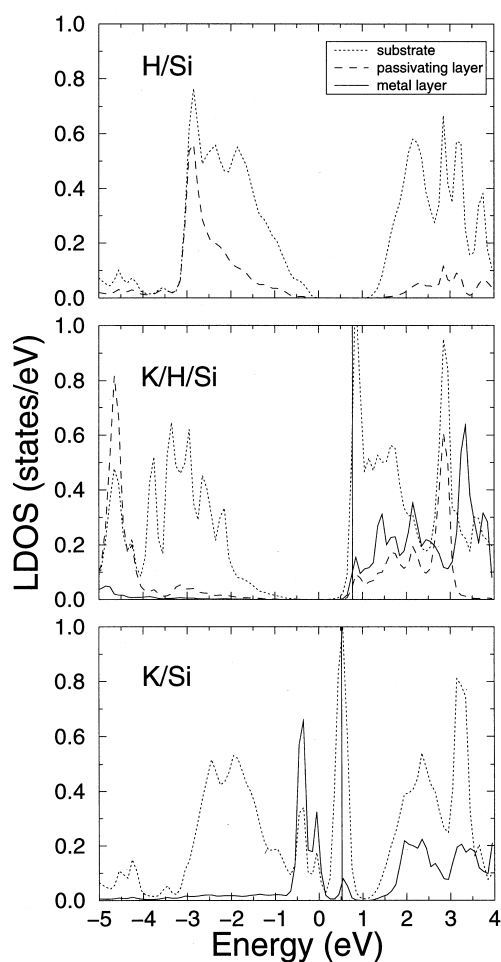 1.0
0.8
0.6
0.4
0.2
0.0
H/Si
substrate
passivating layer
metal layer
1.0
0.8
0.6
0.4
0.2
0.0
K/H/Si
LDOS (states/eV)
1.0
0.8
0.6
0.4
0.2
0.0
K/Si
−5 −4 −3 −2 −1 0 1 2 3 4
Energy (eV)